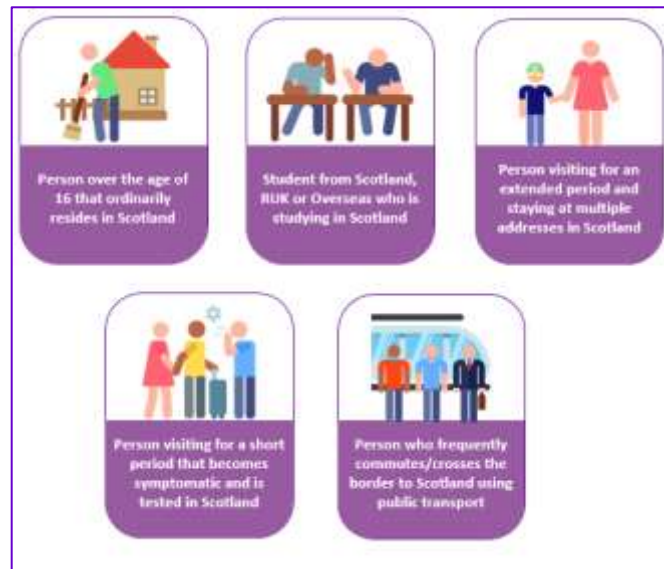 Person over the age of
16 that ordinarily
resides in Scotland
Student from Scotland,
RUK or Overseas who is
studying in Scotland
Person visiting for an
extended period and
staying at multiple
addresses in Scotland
Person visiting for a short
period that becomes
symptomatic and is
tested in Scotland
Person who frequently
commutes/crosses the
border to Scotland using
public transport